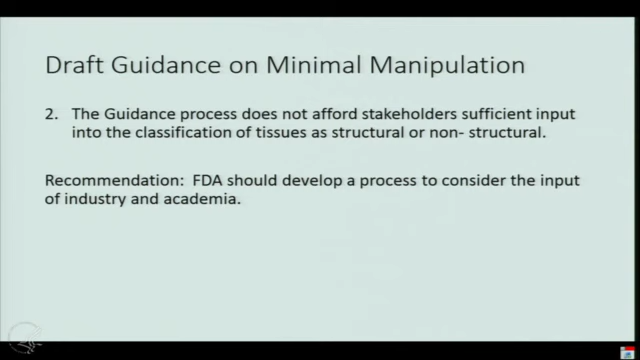 Draft Guidance on Minimal Manipulation
2. The Guidance process does not afford stakeholders sufficient input
into the classification of tissues as structural or non- structural.
Recommendation: FDA should develop a process to consider the input
of industry and academia.